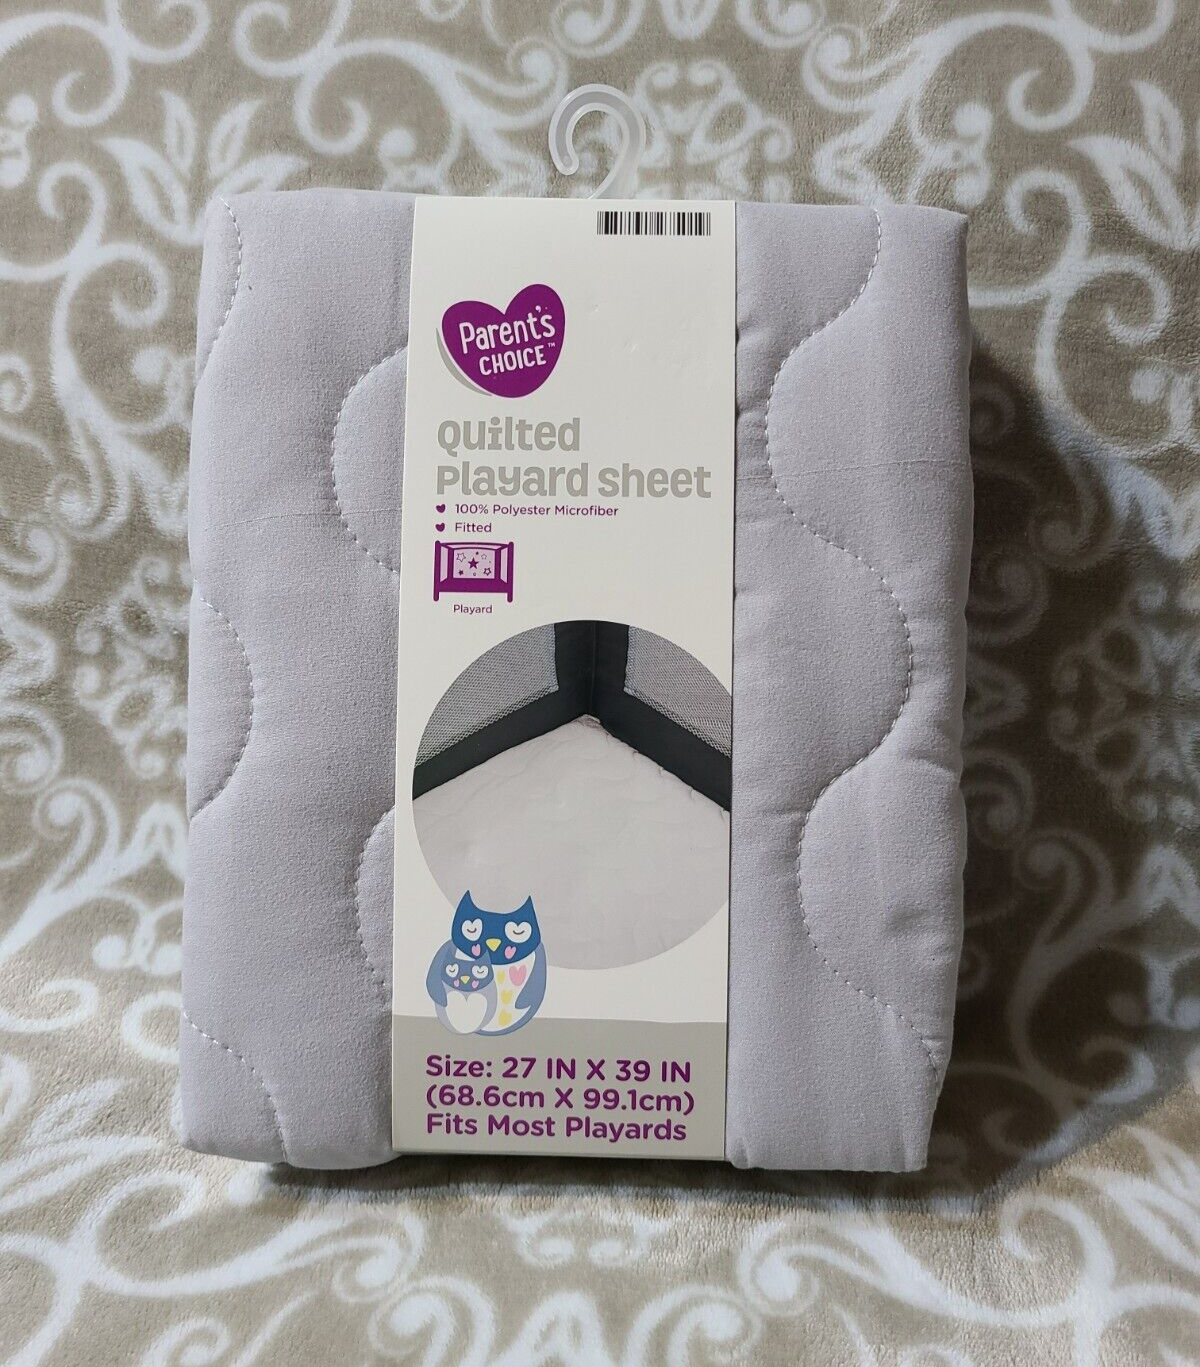 Parent's
CHOICE™
Quilted
Playard sheet
100% Polyester Microfiber
Fitted
Playard
Size: 27 IN X 39 IN
(68.6cm X 99.1cm)
Fits Most Playards